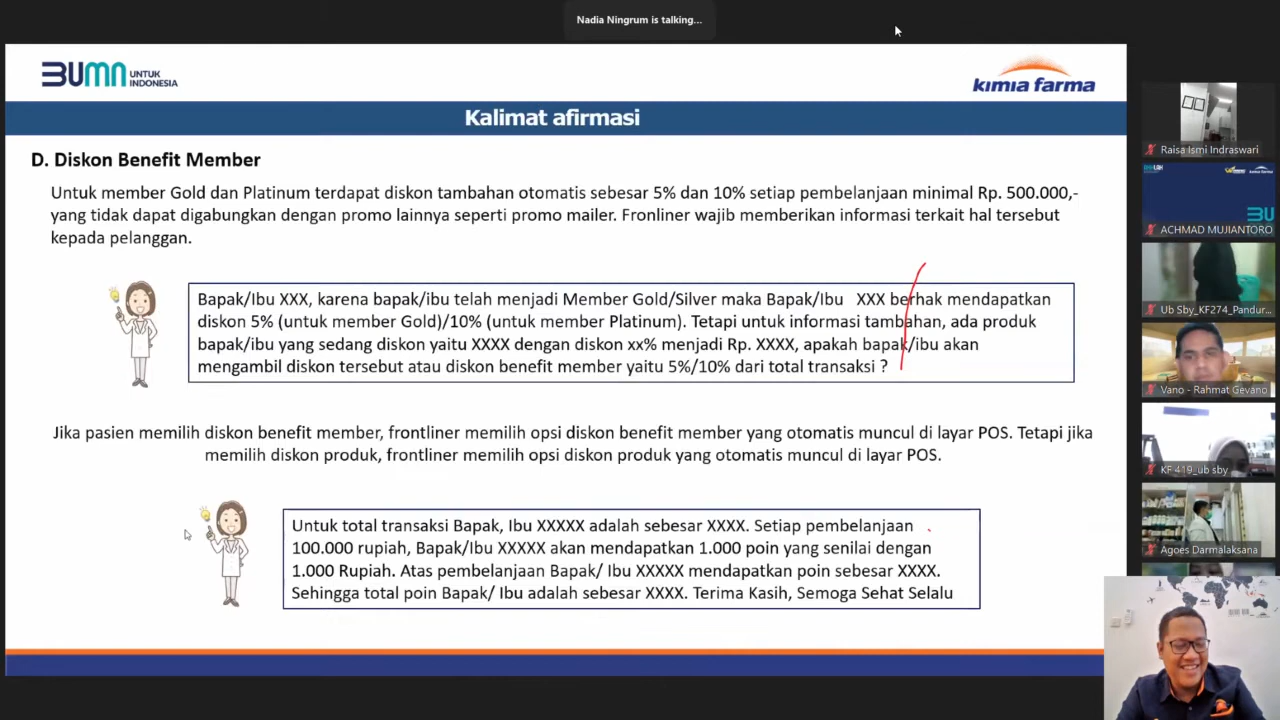 Nadia Ningrum is talking...
BUMN UNTUK
INDONESIA
kimia farma
Kalimat afirmasi
D. Diskon Benefit Member
Untuk member Gold dan Platinum terdapat diskon tambahan otomatis sebesar 5% dan 10% setiap pembelanjaan minimal Rp. 500.000,-
yang tidak dapat digabungkan dengan promo lainnya seperti promo mailer. Fronliner wajib memberikan informasi terkait hal tersebut
kepada pelanggan.
Bapak/Ibu XXX, karena bapak/ibu telah menjadi Member Gold/Silver maka Bapak/Ibu XXX berhak mendapatkan
diskon 5% (untuk member Gold)/10% (untuk member Platinum). Tetapi untuk informasi tambahan, ada produk
bapak/ibu yang sedang diskon yaitu XXXX dengan diskon xx% menjadi Rp. XXXX, apakah bapak/ibu akan
mengambil diskon tersebut atau diskon benefit member yaitu 5%/10% dari total transaksi ?
Jika pasien memilih diskon benefit member, frontliner memilih opsi diskon benefit member yang otomatis muncul di layar POS. Tetapi jika
memilih diskon produk, frontliner memilih opsi diskon produk yang otomatis muncul di layar POS.
Untuk total transaksi Bapak, Ibu XXXXX adalah sebesar XXXX. Setiap pembelanjaan
100.000 rupiah, Bapak/Ibu XXXXX akan mendapatkan 1.000 poin yang senilai dengan
1.000 Rupiah. Atas pembelanjaan Bapak/ Ibu XXXXX mendapatkan poin sebesar XXXX.
Sehingga total poin Bapak/ Ibu adalah sebesar XXXX. Terima Kasih, Semoga Sehat Selalu
Raisa Ismi Indraswari
BU
ACHMAD MUJIANTORO
Ub Sby_KF274_Pandur...
Vano - Rahmat Gevano
KF 419_ub sby
Agoes Darmalaksana